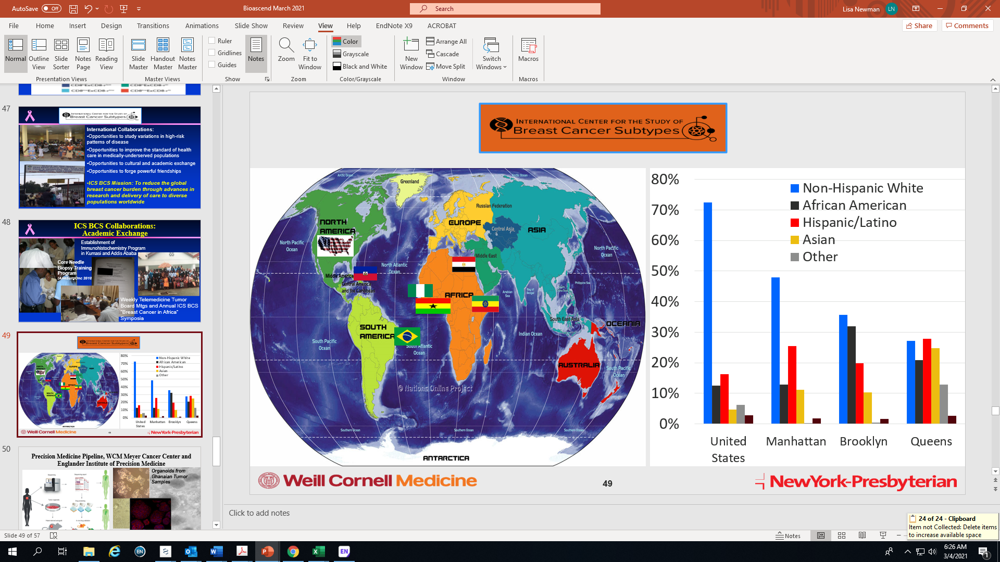 AutoSave Off
Bioascend March 2021
Search
Lisa Newman LN
File Home Insert Design Transitions Animations Slide Show Review View Help EndNote X9 ACROBAT
Share Comments
Normal
Outline View
Slide Sorter
Notes Page
Reading View
Presentation Views
Slide Master
Handout Master
Notes Master
Master Views
Ruler
Gridlines
Guides
Show
Notes
Zoom
Fit to Window
Zoom
Color
Grayscale
Black and White
Color/Grayscale
New Window
Arrange All
Cascade
Move Split
Switch Windows
Window
Macros
Macros
47
International Center for the Study of
Breast Cancer Subtypes
International Collaborations:
•Opportunities to study variations in high-risk
patterns of disease
•Opportunities to improve the standard of health
care in medically-underserved populations
•Opportunities to cultural and academic exchange
•Opportunities to forge powerful friendships
•ICS BCS Mission: To reduce the global
breast cancer burden through advances in
research and delivery of care to diverse
populations worldwide
48
ICS BCS Collaborations:
Academic Exchange
Establishment of
Immunohistochemistry Program
in Kumasi and Addis Ababa
Core Needle
Biopsy Training
Program
(AnnSurgOnc 2010
Weekly Telemedicine Tumor
Board Mtgs and Annual ICS BCS
"Breast Cancer in Africa"
Symposia
49
50
Precision Medicine Pipeline, WCM Meyer Cancer Center and
Englander Institute of Precision Medicine
Organoids from
Ghanaian Tumor
Samples
International Center for the Study of
Breast Cancer Subtypes
Arctic Ocean
Arctic Ocean
Greenland
Russian Federation
NORTH
AMERICA
EUROPE
Central Asia
ASIA
North Pacific
Ocean
North Pacific
Ocean
Middle East
North Atlantic
Ocean
Middle America
Central America
and the Caribbean
Philippine Sea
Arabian
Sea
Bay of
Bengal
South
China Sea
AFRICA
South East Asia
OCEANIA
SOUTH
AMERICA
South Pacific
Ocean
South Atlantic
Ocean
Indian Ocean
AUSTRALIA
South Pacific
Ocean
© Nations Online Project
Southern Ocean
Southern Ocean
Southern Ocean
ANTARCTICA
80%
70%
60%
50%
40%
30%
20%
10%
0%
Non-Hispanic White
African American
Hispanic/Latino
Asian
Other
United
States
Manhattan
Brooklyn
Queens
Weill Cornell Medicine
49
NewYork-Presbyterian
Click to add notes
24 of 24 - Clipboard
Item not Collected: Delete items
to increase available space
Slide 49 of 57
Notes
6:26 AM
3/4/2021